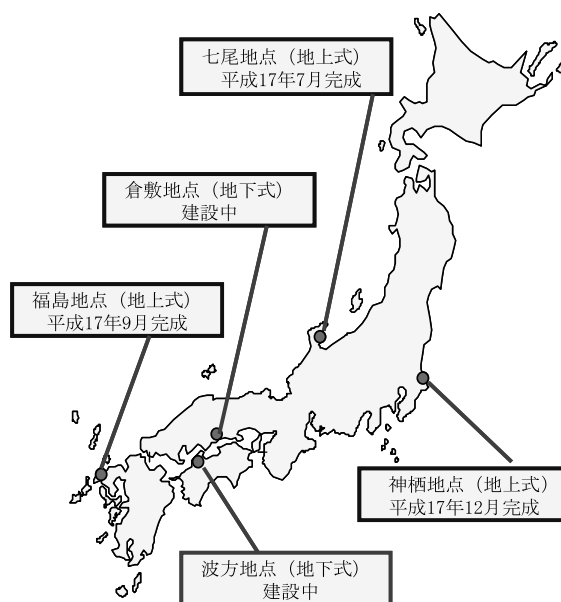 七尾地点（地上式）
平成17年7月完成
倉敷地点（地下式）
建設中
福島地点（地上式）
平成17年9月完成
神栖地点（地上式）
平成17年12月完成
波方地点（地下式）
建設中